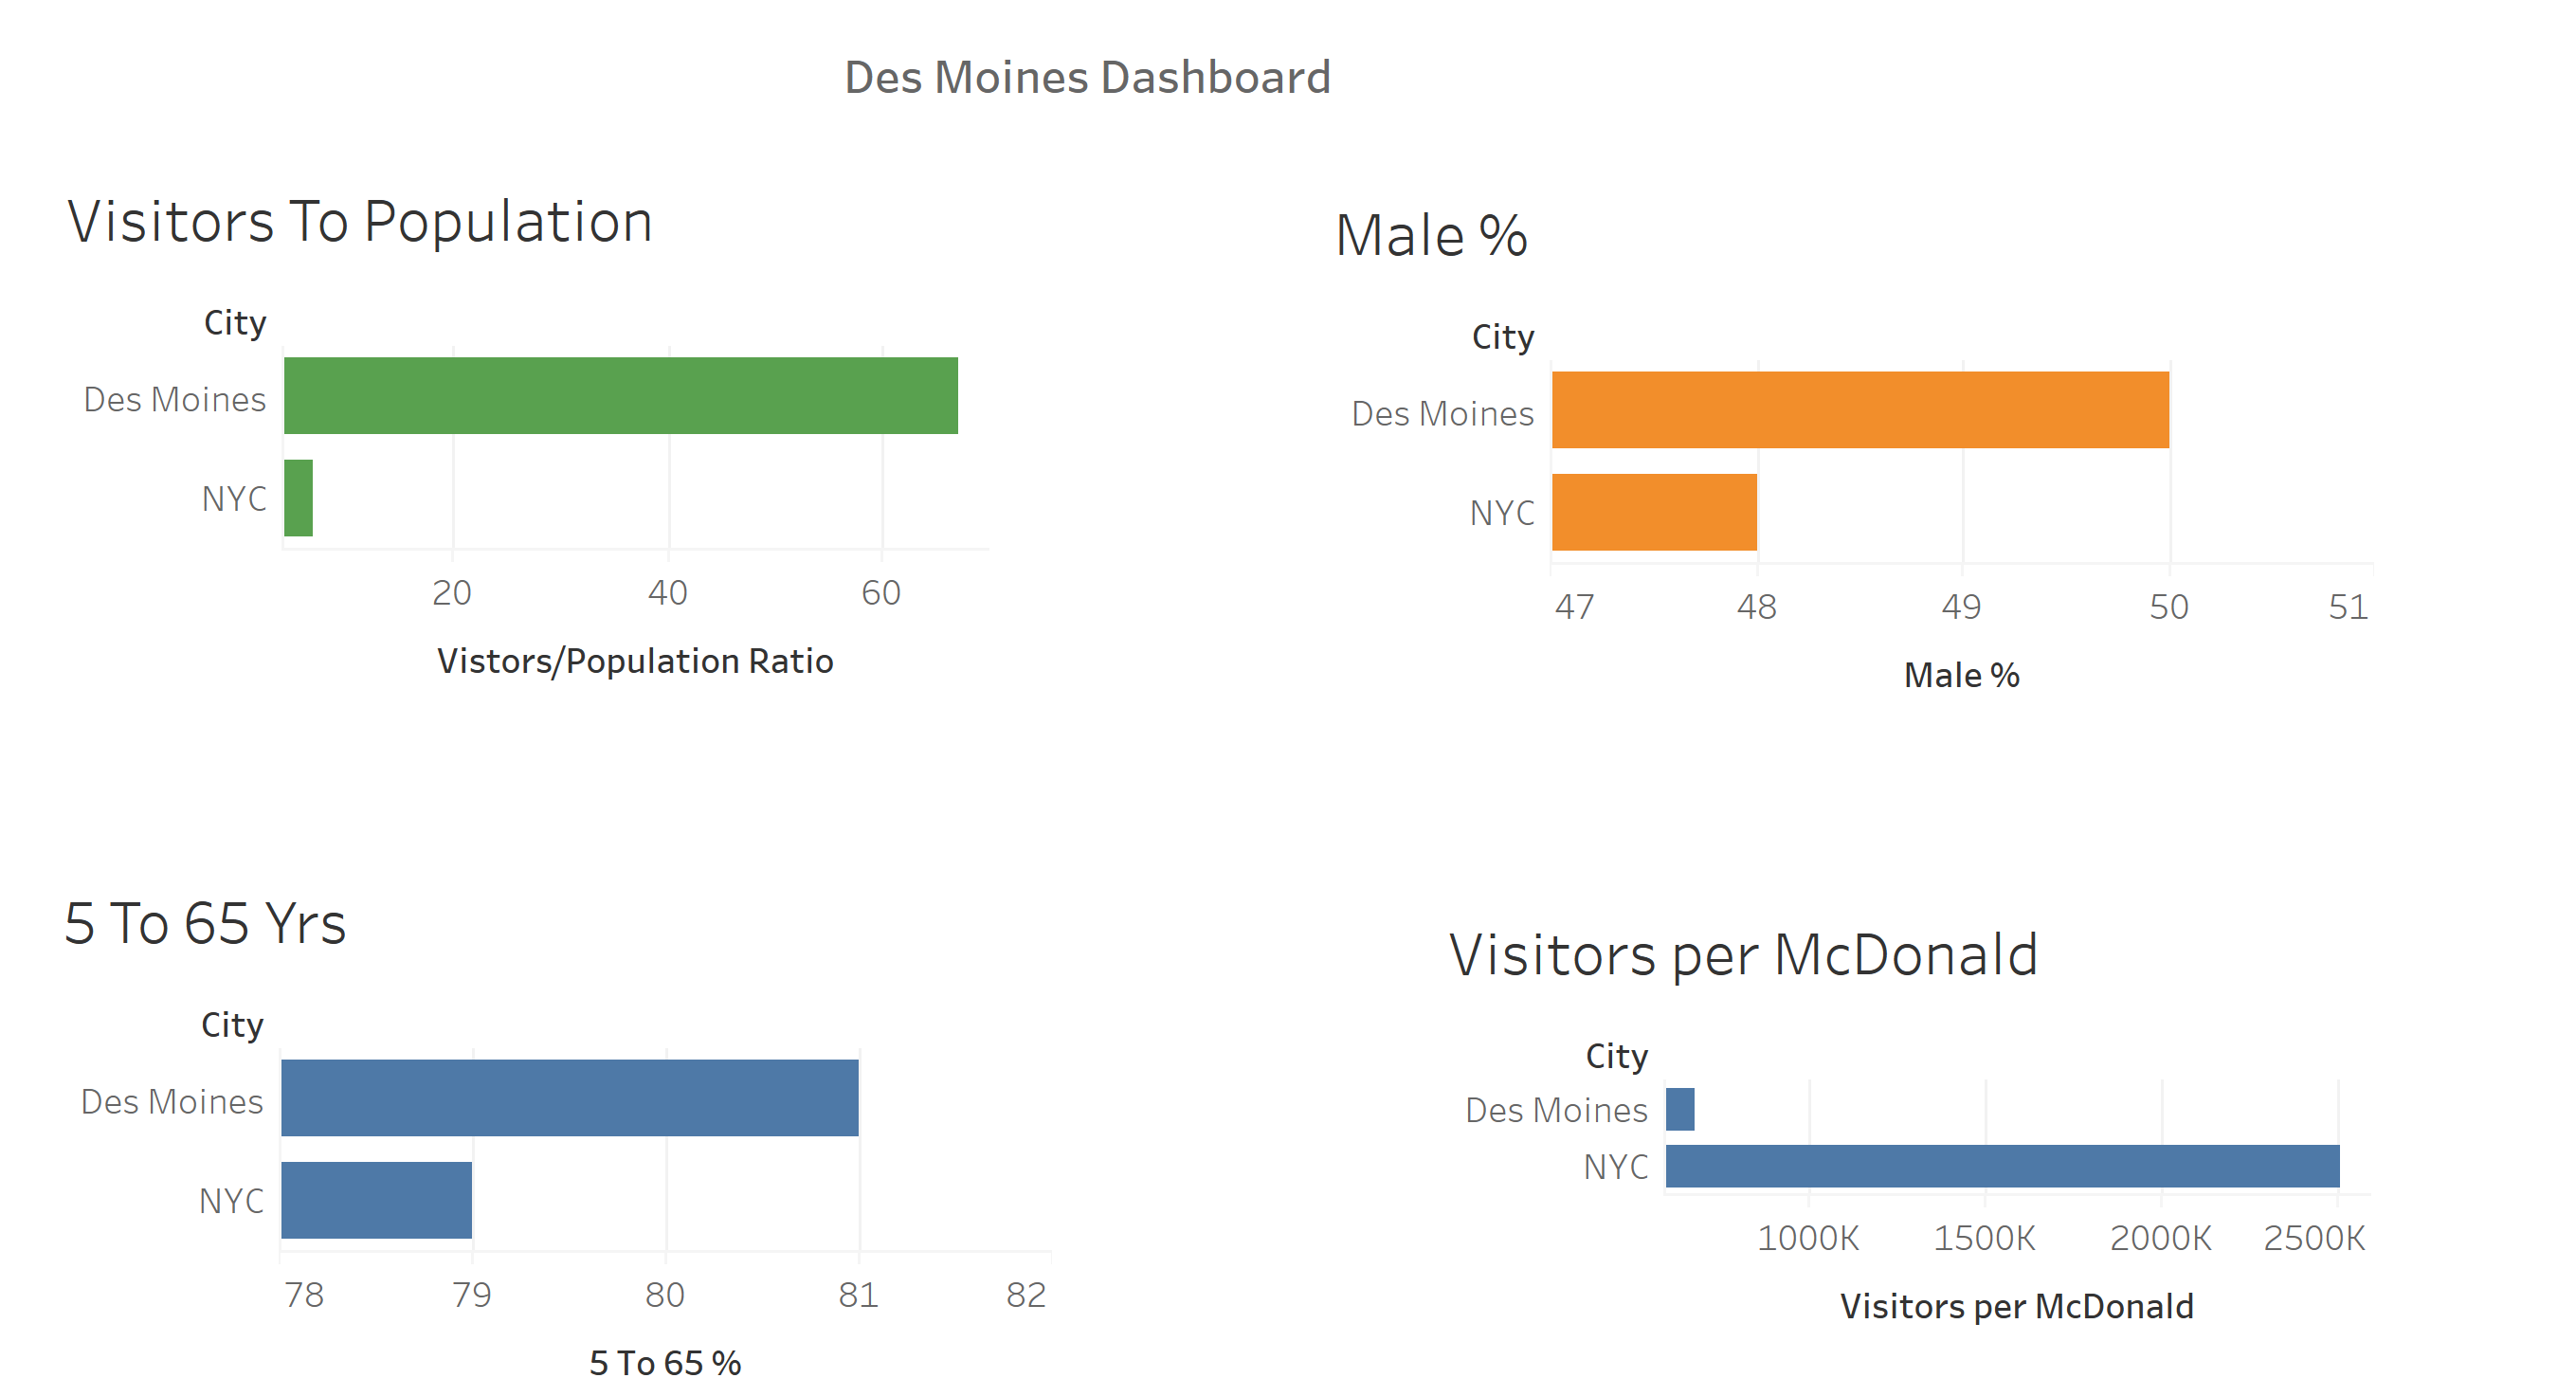 Des Moines Dashboard
Visitors To Population
City
Des Moines
NYC
20 40 60
Vistors/Population Ratio
Male %
City
Des Moines
NYC
47 48 49 50 51
Male %
5 To 65 Yrs
City
Des Moines
NYC
78 79 80 81 82
5 To 65 %
Visitors per McDonald
City
Des Moines
NYC
1000K 1500K 2000K 2500K
Visitors per McDonald